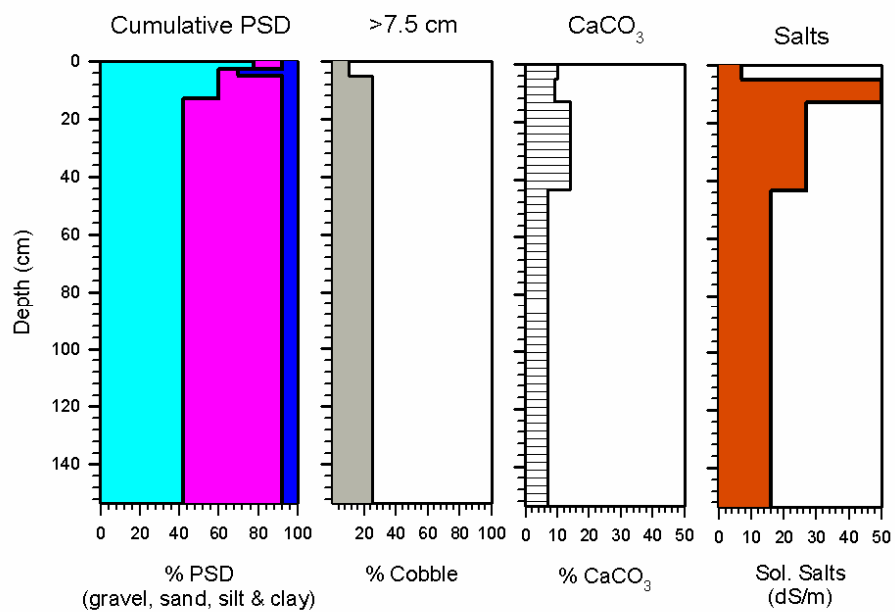 Cumulative PSD
>7.5 cm
CaCO3
Salts
Depth (cm)
0
20
40
60
80
100
120
140
0 20 40 60 80 100
0 20 40 60 80 100
0 10 20 30 40 50
0 10 20 30 40 50
% PSD
(gravel, sand, silt & clay)
% Cobble
% CaCO3
Sol. Salts
(dS/m)